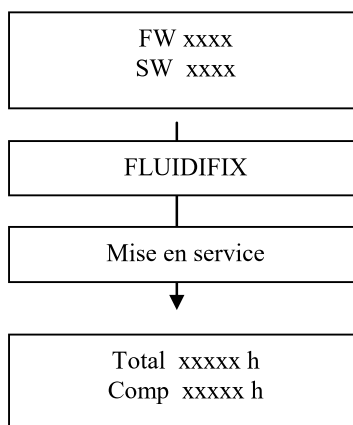 FW xxxx
SW xxxx
FLUIDIFIX
Mise en service
Total xxxxx h
Comp xxxxx h